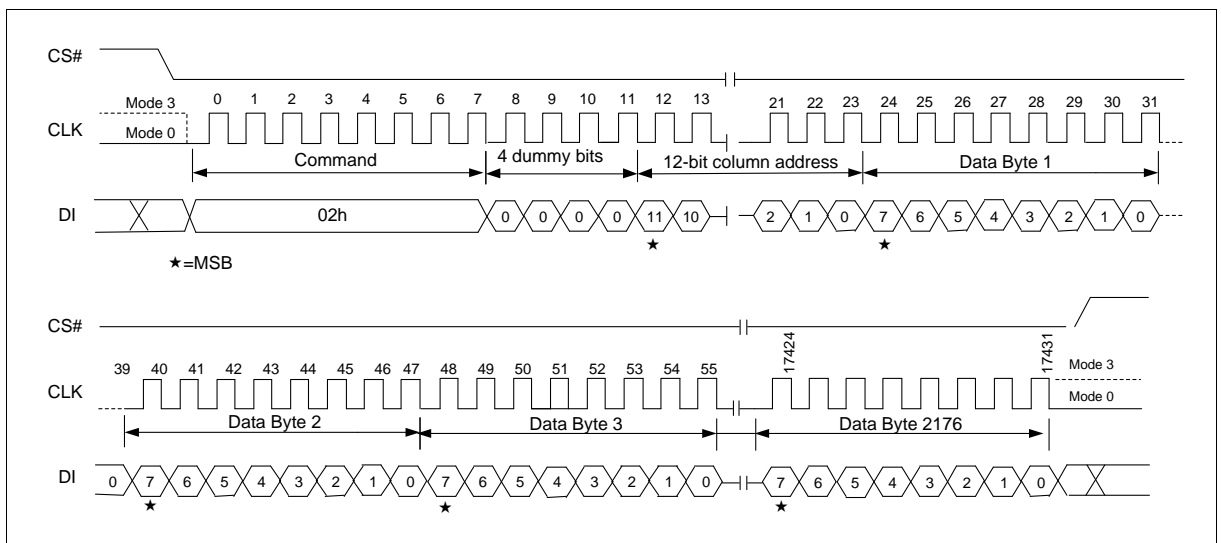 CS#
Mode 3
0 1 2 3 4 5 6 7 8 9 10 11 12 13 21 22 23 24 25 26 27 28 29 30 31
CLK
Mode 0
Command 4 dummy bits 12-bit column address Data Byte 1
DI 02h 0 0 0 0 11 10 2 1 0 7 6 5 4 3 2 1 0
★ ★
★=MSB
CS#
39 40 41 42 43 44 45 46 47 48 49 50 51 52 53 54 55 17424 17431
Mode 3
CLK
Mode 0
Data Byte 2 Data Byte 3 Data Byte 2176
DI 0 7 6 5 4 3 2 1 0 7 6 5 4 3 2 1 0 7 6 5 4 3 2 1 0
★ ★ ★